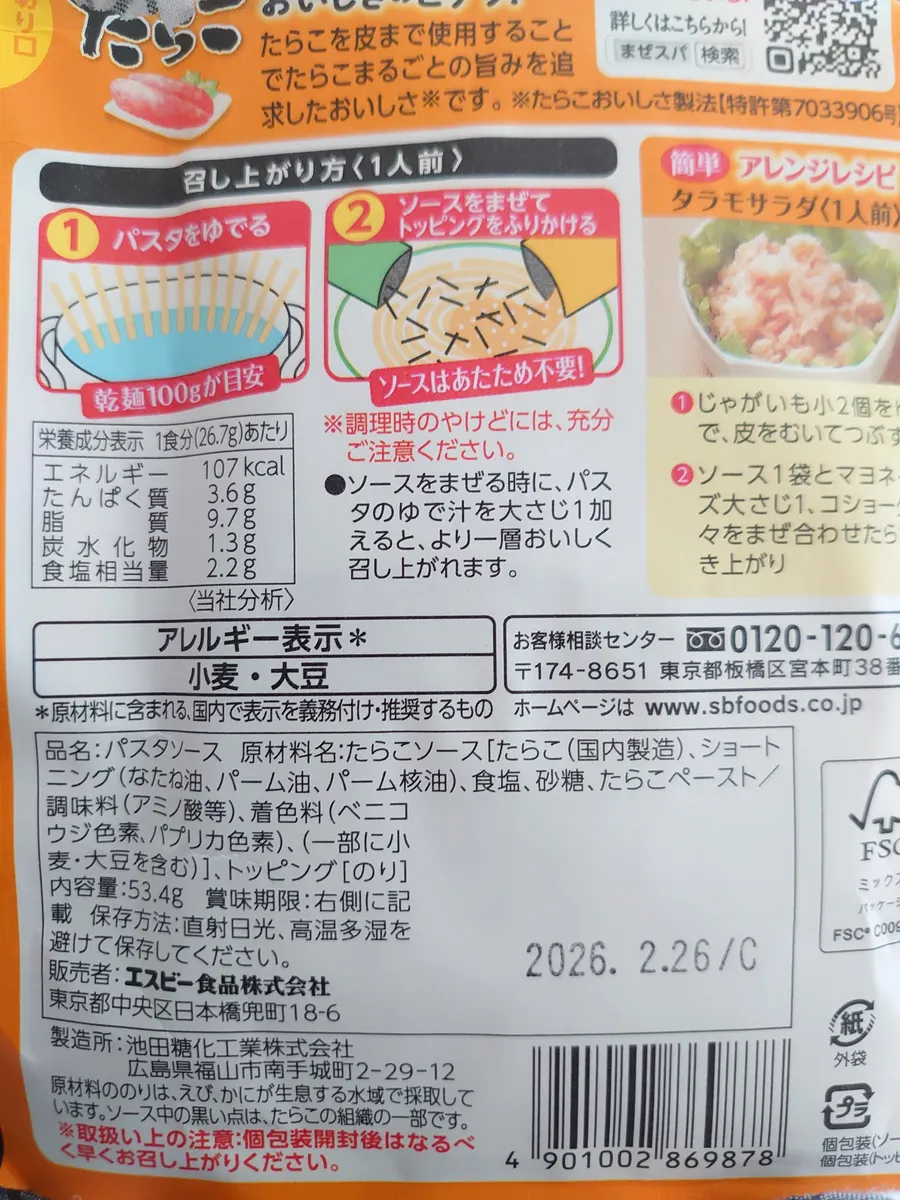 切り口
たらこ
たらこを皮まで使用すること
でたらこまるごとの旨みを追
求したおいしさ※です。※たらこおいしさ製法【特許第7033906号】
詳しくはこちらから!
まぜスパ 検索
召し上がり方〈1人前〉
1 パスタをゆでる
乾麺100gが目安
2 ソースをまぜて
トッピングをふりかける
ソースはあたため不要!
簡単 アレンジレシピ
タラモサラダ〈1人前〉
❶じゃがいも小2個を
で、皮をむいてつぶす
❷ソース1袋とマヨネー
ズ大さじ1、コショー
々をまぜ合わせたら
き上がり
※調理時のやけどには、充分
ご注意ください。
●ソースをまぜる時に、パス
タのゆで汁を大さじ1加
えると、より一層おいしく
召し上がれます。
栄養成分表示 1食分(26.7g)あたり
エネルギー 107kcal
たんぱく質 3.6g
脂質 9.7g
炭水化物 1.3g
食塩相当量 2.2g
〈当社分析〉
アレルギー表示＊
小麦・大豆
＊原材料に含まれる、国内で表示を義務付け・推奨するもの
お客様相談センター 0120-120-6
〒174-8651 東京都板橋区宮本町38番
ホームページは www.sbfoods.co.jp
品名:パスタソース 原材料名:たらこソース[たらこ(国内製造)、ショート
ニング(なたね油、パーム油、パーム核油)、食塩、砂糖、たらこペースト／
調味料(アミノ酸等)、着色料(ベニコ
ウジ色素、パプリカ色素)、(一部に小
麦・大豆を含む)]、トッピング[のり]
内容量:53.4g 賞味期限:右側に記
載 保存方法:直射日光、高温多湿を
避けて保存してください。
販売者:エスビー食品株式会社
東京都中央区日本橋兜町18-6
2026. 2.26/C
製造所:池田糖化工業株式会社
広島県福山市南手城町2-29-12
原材料ののりは、えび、かにが生息する水域で採取して
います。ソース中の黒い点は、たらこの組織の一部です。
※取扱い上の注意:個包装開封後はなるべ
く早くお召し上がりください。
4 901002 869878
FSC
ミックス
パッケージ
FSC® C009
紙
外袋
プラ
個包装(ソー
個包装(トッピ